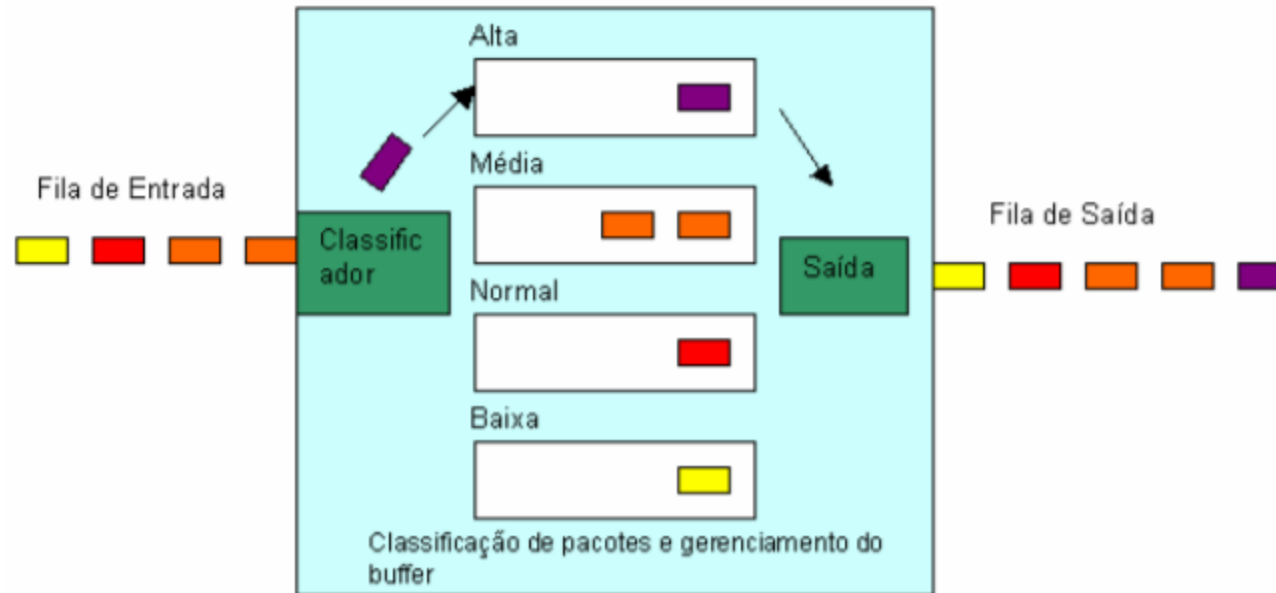 Alta
Média
Fila de Entrada
Classific
ador
Normal
Saída
Fila de Saída
Baixa
Classificação de pacotes e gerenciamento do
buffer